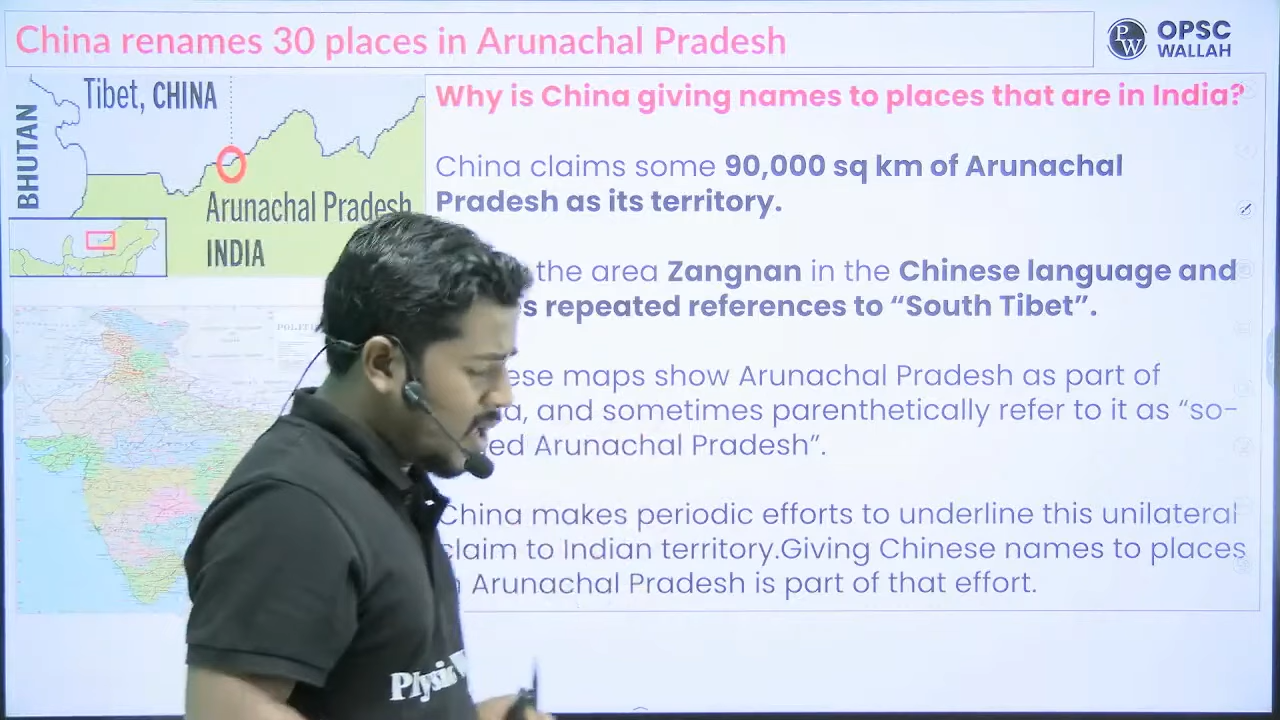 China renames 30 places in Arunachal Pradesh
PW
OPSC
WALLAH
Tibet, CHINA
BHUTAN
Arunachal Pradesh
INDIA
Why is China giving names to places that are in India?
China claims some 90,000 sq km of Arunachal
Pradesh as its territory.
the area Zangnan in the Chinese language and
repeated references to “South Tibet”.
maps show Arunachal Pradesh as part of
and sometimes parenthetically refer to it as “so-
Arunachal Pradesh”.
China makes periodic efforts to underline this unilateral
claim to Indian territory.Giving Chinese names to places
Arunachal Pradesh is part of that effort.